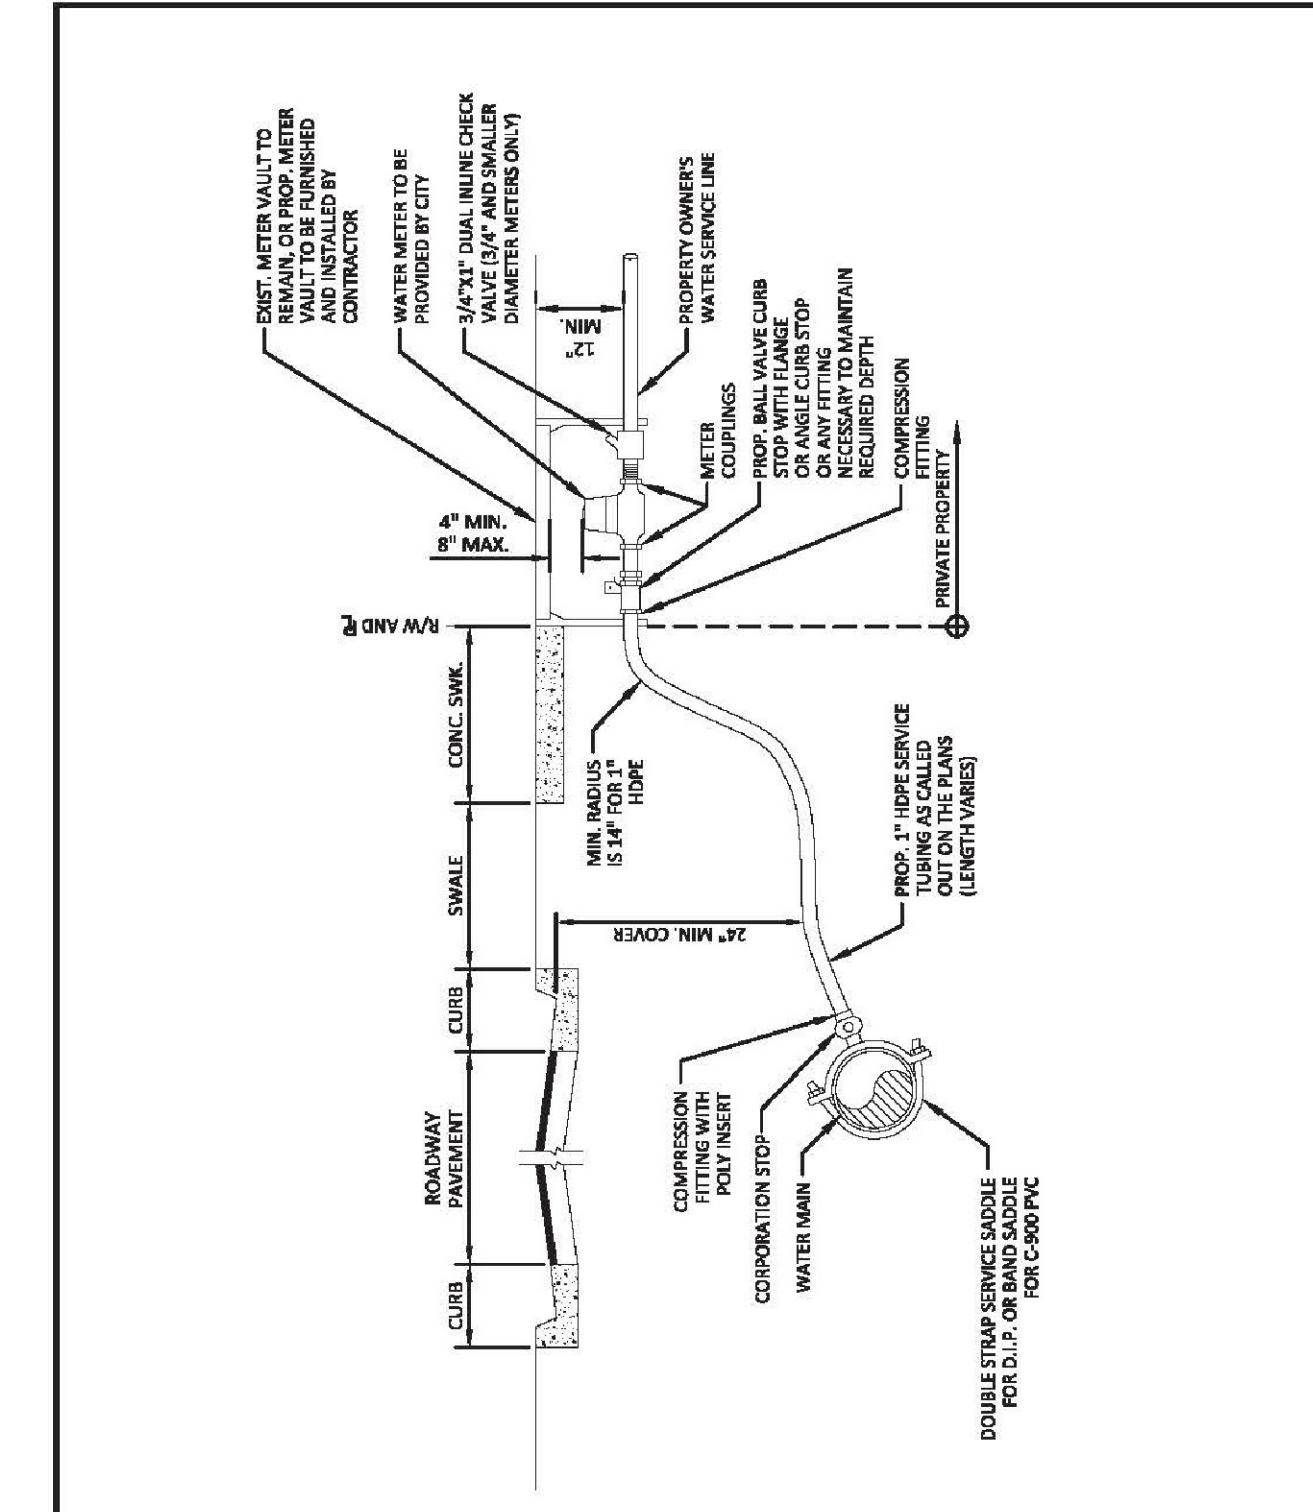 EXIST. METER VAULT TO
REMAIN, OR PROP. METER
VAULT TO BE FURNISHED
AND INSTALLED BY
CONTRACTOR
WATER METER TO BE
PROVIDED BY CITY
3/4"X1" DUAL INLINE CHECK
VALVE (3/4" AND SMALLER
DIAMETER METERS ONLY)
12"
MIN.
PROPERTY OWNER'S
WATER SERVICE LINE
4" MIN.
8" MAX.
METER
COUPLINGS
PROP. BALL VALVE CURB
STOP WITH FLANGE
OR ANGLE CURB STOP
OR ANY FITTING
NECESSARY TO MAINTAIN
REQUIRED DEPTH
COMPRESSION
FITTING
PRIVATE PROPERTY
R/W AND PL
CONC. SWK.
SWALE
CURB
ROADWAY
PAVEMENT
CURB
MIN. RADIUS
IS 14" FOR 1"
HDPE
24" MIN. COVER
PROP. 1" HDPE SERVICE
TUBING AS CALLED
OUT ON THE PLANS
(LENGTH VARIES)
COMPRESSION
FITTING WITH
POLY INSERT
CORPORATION STOP
WATER MAIN
DOUBLE STRAP SERVICE SADDLE
FOR D.I.P. OR BAND SADDLE
FOR C-900 PVC